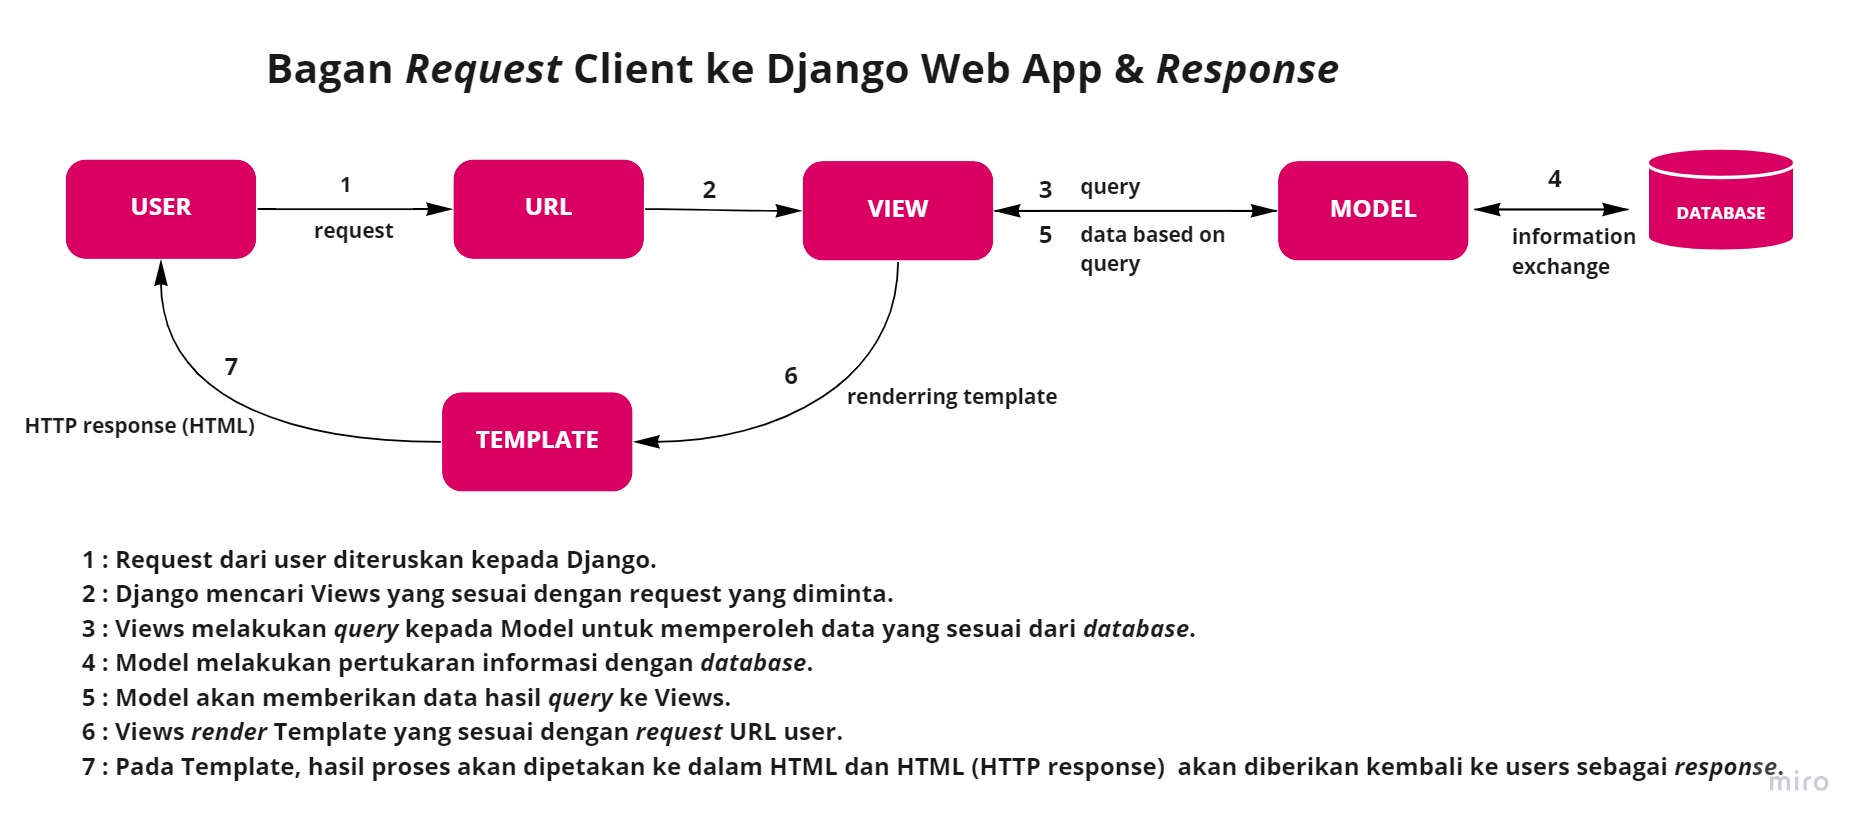 Bagan Request Client ke Django Web App & Response
USER
1
request
URL
2
VIEW
3 query
5 data based on
query
MODEL
4
information
exchange
DATABASE
7
HTTP response (HTML)
TEMPLATE
6
renderring template
1 : Request dari user diteruskan kepada Django.
2 : Django mencari Views yang sesuai dengan request yang diminta.
3 : Views melakukan query kepada Model untuk memperoleh data yang sesuai dari database.
4 : Model melakukan pertukaran informasi dengan database.
5 : Model akan memberikan data hasil query ke Views.
6 : Views render Template yang sesuai dengan request URL user.
7 : Pada Template, hasil proses akan dipetakan ke dalam HTML dan HTML (HTTP response) akan diberikan kembali ke users sebagai response.
miro